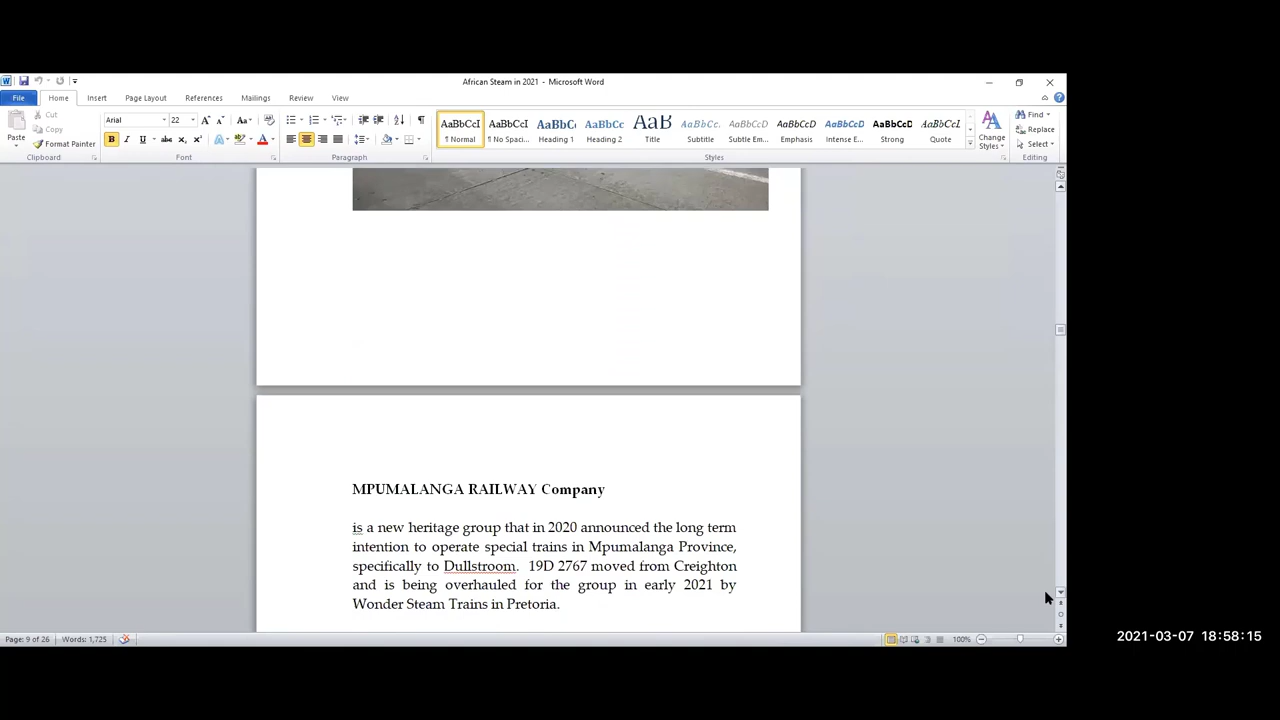 African Steam in 2021 - Microsoft Word
File Home Insert Page Layout References Mailings Review View
Cut
Copy
Format Painter
Paste
Clipboard
Arial 22
Font
Paragraph
AaBbCcI AaBbCcI AaBbCc AaBbCc AaB AaBbCc. AaBbCcD AaBbCcD AaBbCcD AaBbCcD AaBbCcI
¶ Normal ¶ No Spaci... Heading 1 Heading 2 Title Subtitle Subtle Em... Emphasis Intense E... Strong Quote
Styles
Change Styles
Find
Replace
Select
Editing
MPUMALANGA RAILWAY Company
is a new heritage group that in 2020 announced the long term
intention to operate special trains in Mpumalanga Province,
specifically to Dullstroom. 19D 2767 moved from Creighton
and is being overhauled for the group in early 2021 by
Wonder Steam Trains in Pretoria.
Page: 9 of 26 Words: 1,725
100%
2021-03-07 18:58:15